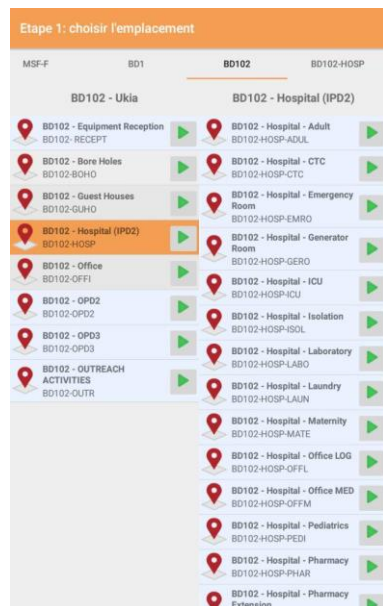 Etape 1: choisir l'emplacement
MSF-F
BD1
BD102
BD102-HOSP
BD102 - Ukia
BD102 - Equipment Reception
BD102- RECEPT
BD102 - Bore Holes
BD102-BOHO
BD102 - Guest Houses
BD102-GUHO
BD102 - Hospital (IPD2)
BD102-HOSP
BD102 - Office
BD102-OFFI
BD102 - OPD2
BD102-OPD2
BD102 - OPD3
BD102-OPD3
BD102 - OUTREACH
ACTIVITIES
BD102-OUTR
BD102 - Hospital (IPD2)
BD102 - Hospital - Adult
BD102-HOSP-ADUL
BD102 - Hospital - CTC
BD102-HOSP-CTC
BD102 - Hospital - Emergency
Room
BD102-HOSP-EMRO
BD102 - Hospital - Generator
Room
BD102-HOSP-GERO
BD102 - Hospital - ICU
BD102-HOSP-ICU
BD102 - Hospital - Isolation
BD102-HOSP-ISOL
BD102 - Hospital - Laboratory
BD102-HOSP-LABO
BD102 - Hospital - Laundry
BD102-HOSP-LAUN
BD102 - Hospital - Maternity
BD102-HOSP-MATE
BD102 - Hospital - Office LOG
BD102-HOSP-OFFL
BD102 - Hospital - Office MED
BD102-HOSP-OFFM
BD102 - Hospital - Pediatrics
BD102-HOSP-PEDI
BD102 - Hospital - Pharmacy
BD102-HOSP-PHAR
BD102 - Hospital - Pharmacy
Extension